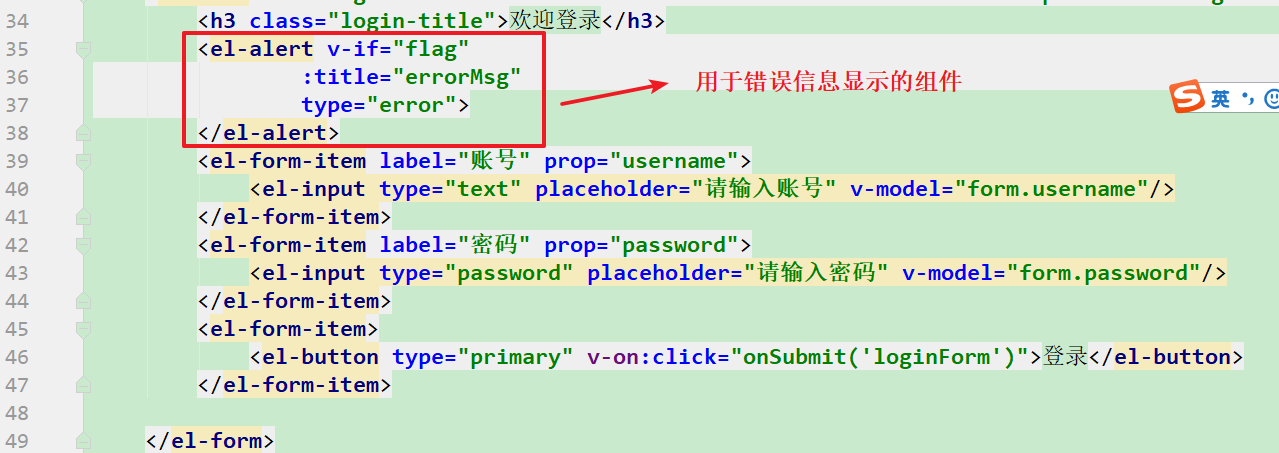 34 <h3 class="login-title">欢迎登录</h3>
35 <el-alert v-if="flag"
36 :title="errorMsg"
37 type="error">
38 </el-alert>
用于错误信息显示的组件
英
39 <el-form-item label="账号" prop="username">
40 <el-input type="text" placeholder="请输入账号" v-model="form.username"/>
41 </el-form-item>
42 <el-form-item label="密码" prop="password">
43 <el-input type="password" placeholder="请输入密码" v-model="form.password"/>
44 </el-form-item>
45 <el-form-item>
46 <el-button type="primary" v-on:click="onSubmit('loginForm')">登录</el-button>
47 </el-form-item>
48
49 </el-form>